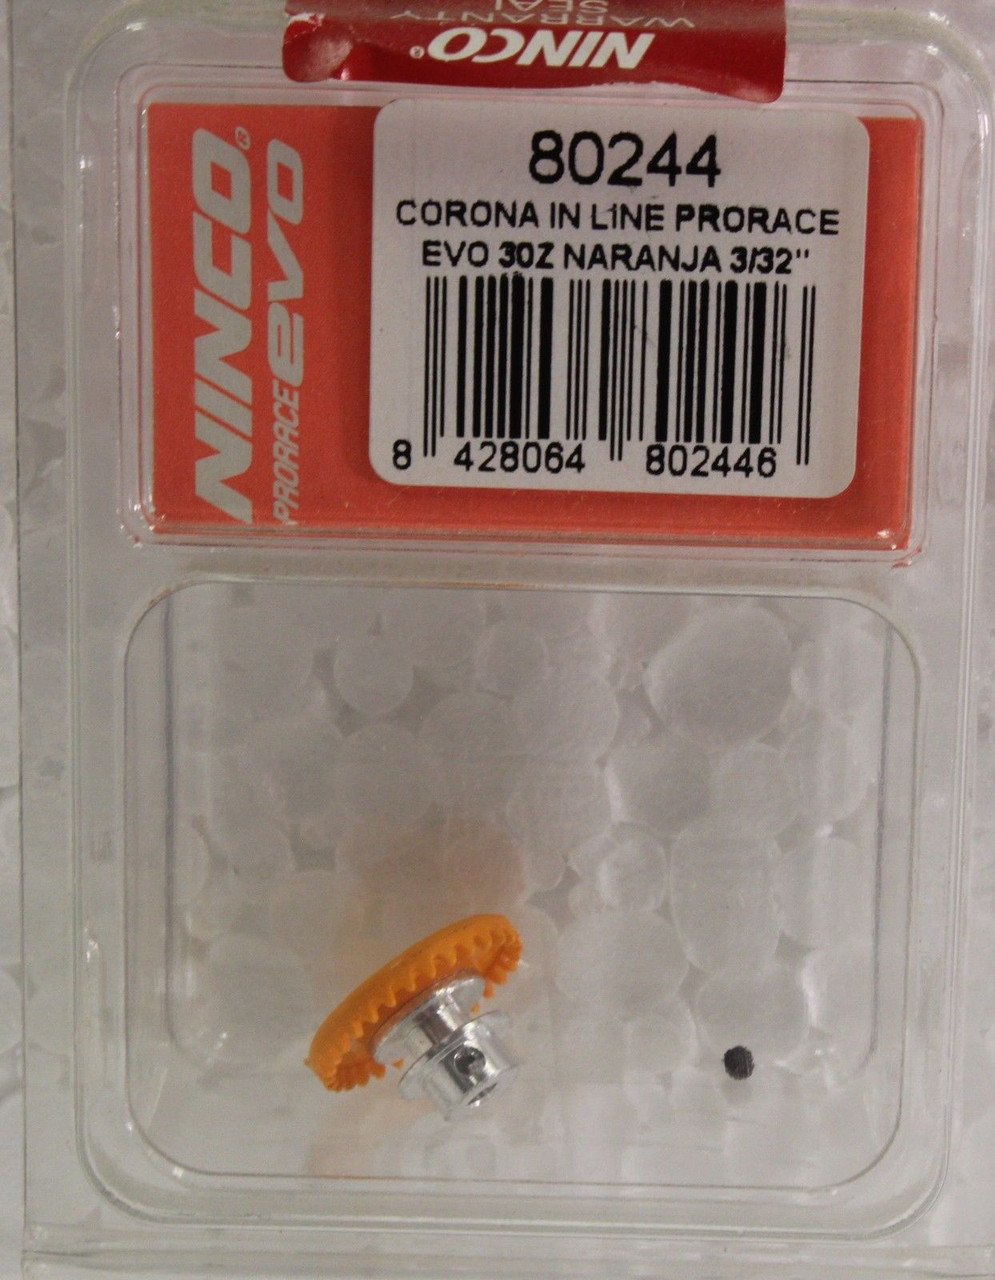 WARRANTY
SEAL
NINCO®
NINCO®
PRORACE evo
80244
CORONA IN LINE PRORACE
EVO 30Z NARANJA 3/32"
8 428064 802446